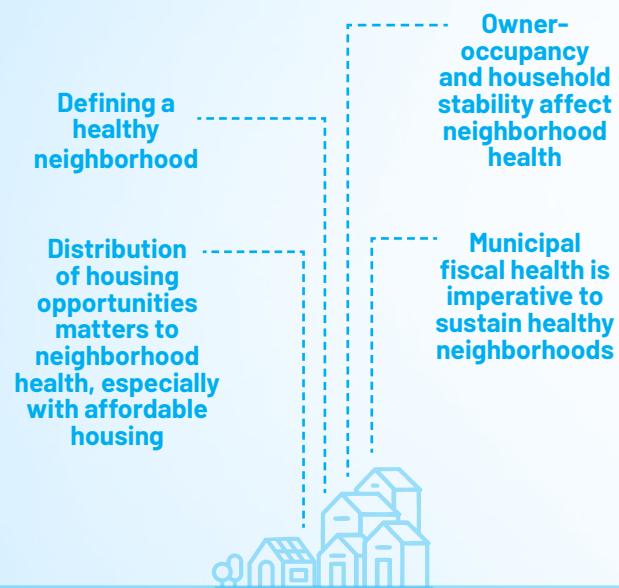 Defining a
healthy
neighborhood
Owner-
occupancy
and household
stability affect
neighborhood
health
Distribution
of housing
opportunities
matters to
neighborhood
health, especially
with affordable
housing
Municipal
fiscal health is
imperative to
sustain healthy
neighborhoods